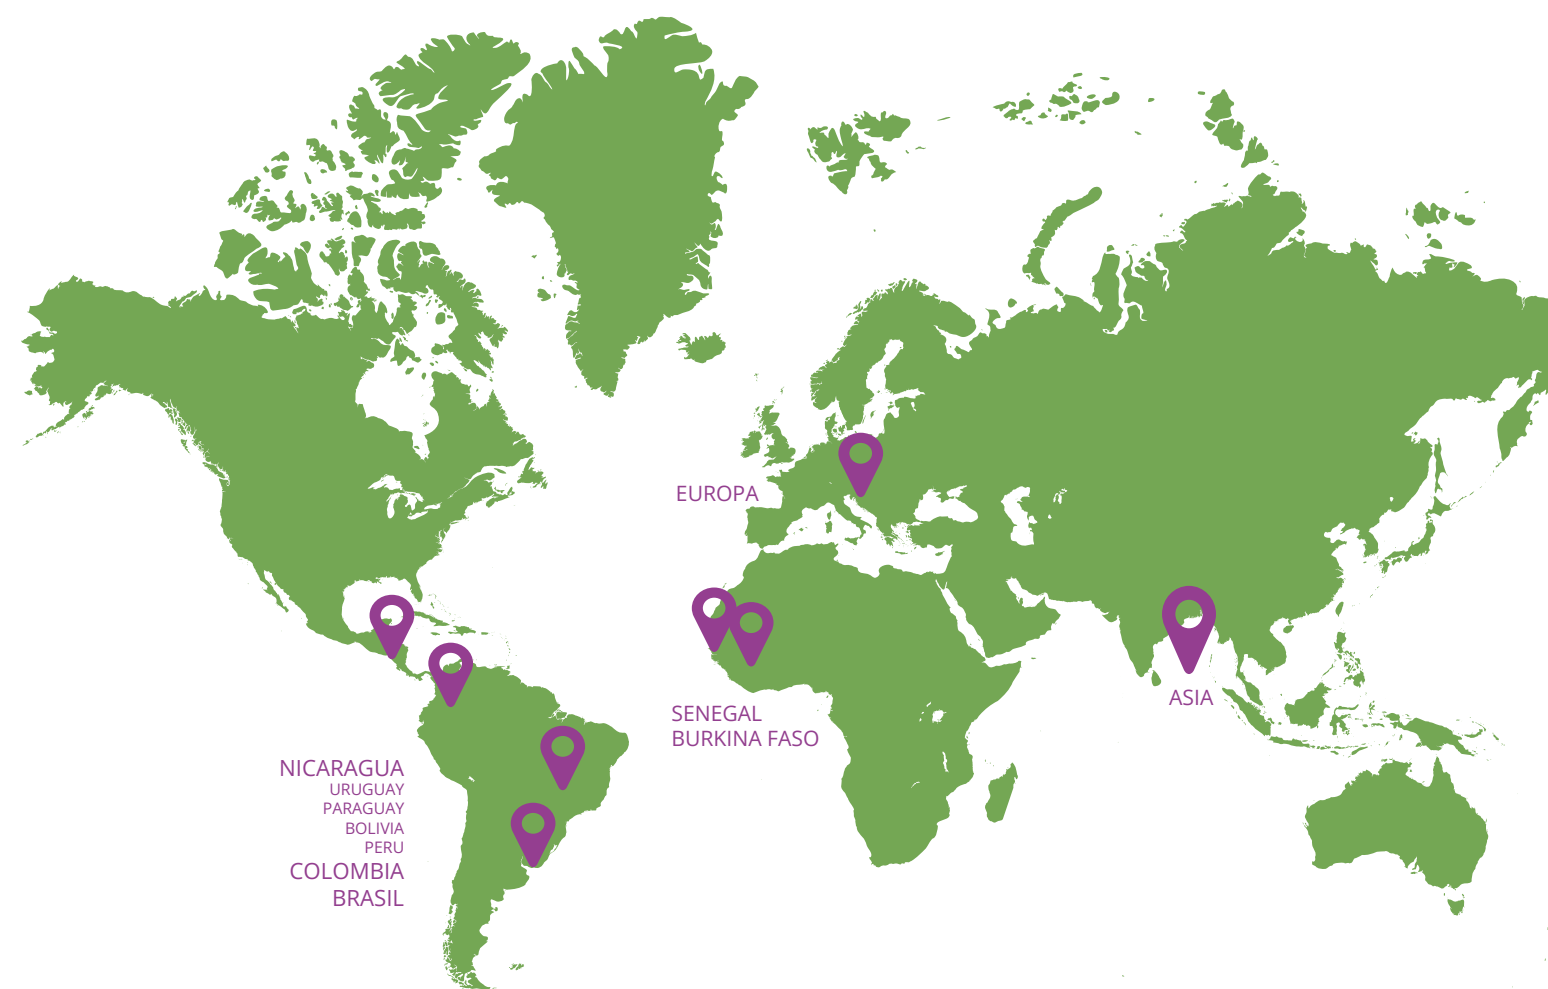 EUROPA
SENEGAL
BURKINA FASO
ASIA
NICARAGUA
URUGUAY
PARAGUAY
BOLIVIA
PERU
COLOMBIA
BRASIL